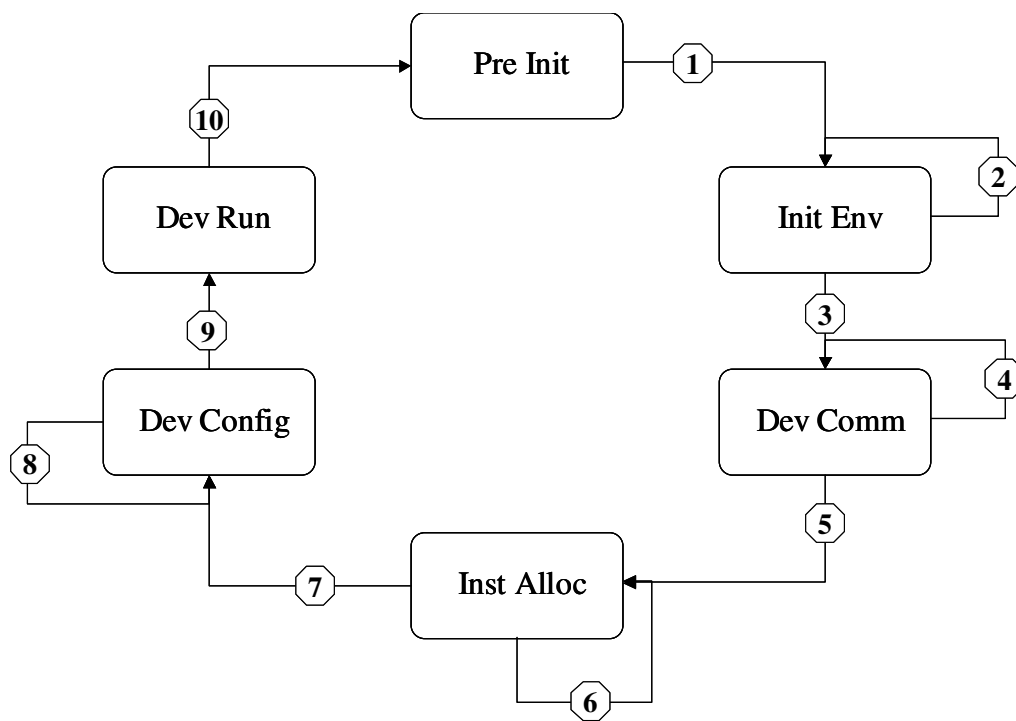 Pre Init
1
10
2
Dev Run
Init Env
3
9
4
Dev Config
Dev Comm
8
5
7
Inst Alloc
6